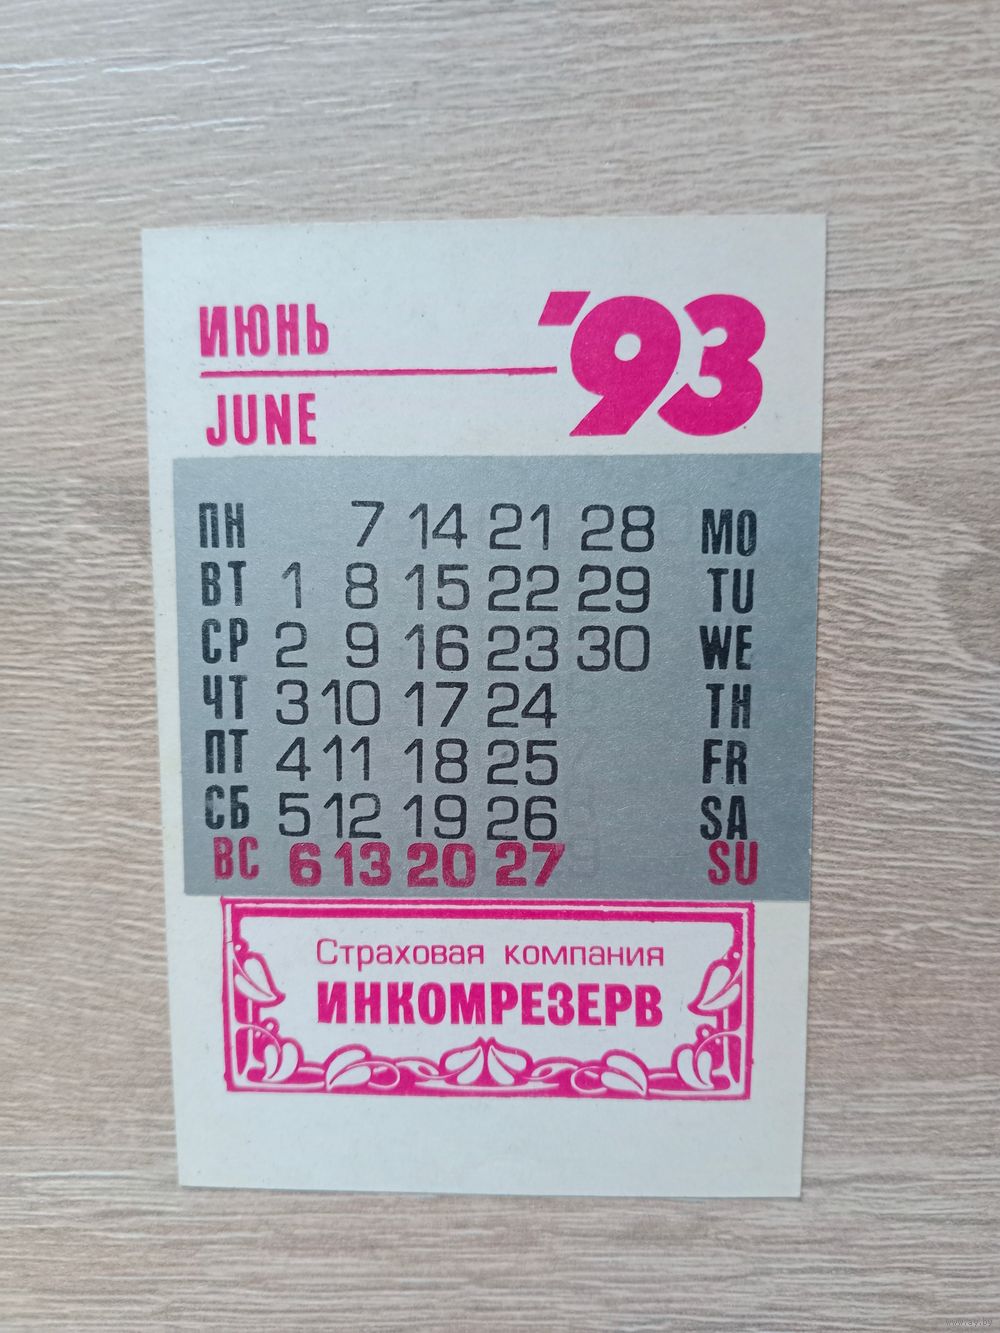 ИЮНЬ
'93
JUNE
ПН 7 14 21 28 MO
ВТ 1 8 15 22 29 TU
СР 2 9 16 23 30 WE
ЧТ 3 10 17 24 TH
ПТ 4 11 18 25 FR
СБ 5 12 19 26 SA
ВС 6 13 20 27 SU
Страховая компания
ИНКОМРЕЗЕРВ